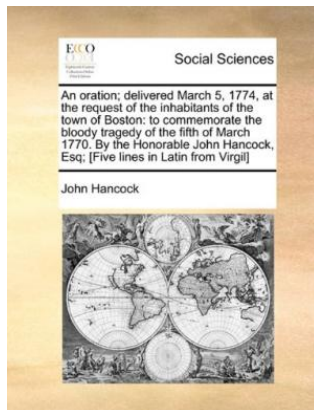 ECCO
Social Sciences
An oration; delivered March 5, 1774, at
the request of the inhabitants of the
town of Boston: to commemorate the
bloody tragedy of the fifth of March
1770. By the Honorable John Hancock,
Esq; [Five lines in Latin from Virgil]
John Hancock